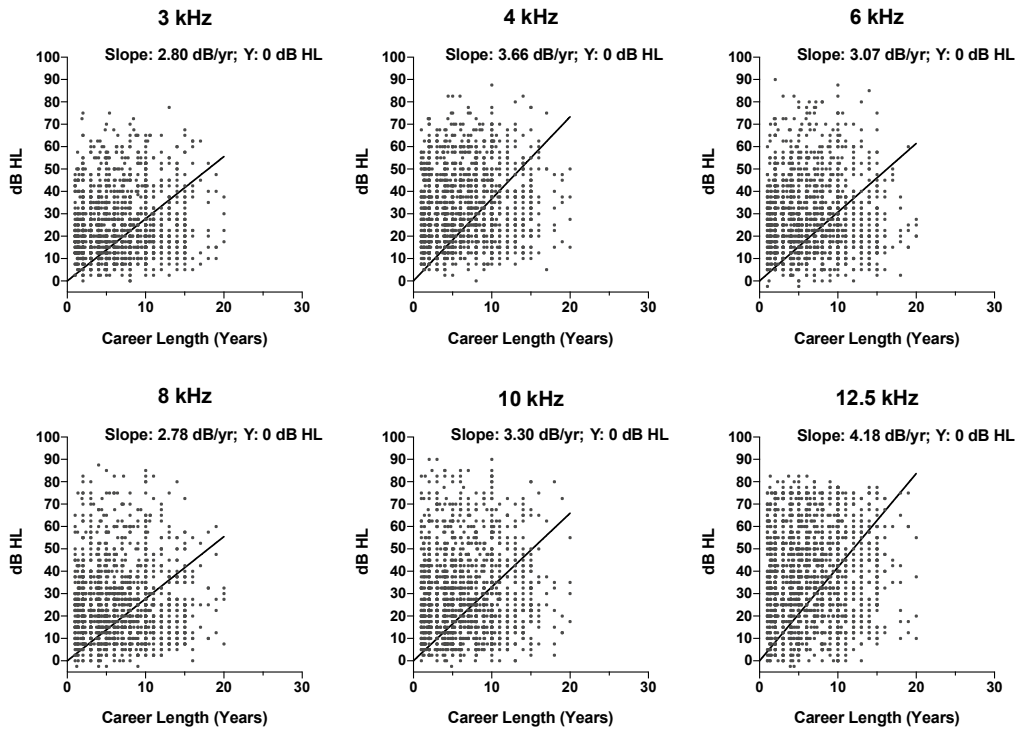 3 kHz
Slope: 2.80 dB/yr; Y: 0 dB HL
100
90
80
70
60
50
40
30
20
10
0
dB HL
0 10 20 30
Career Length (Years)
4 kHz
Slope: 3.66 dB/yr; Y: 0 dB HL
100
90
80
70
60
50
40
30
20
10
0
dB HL
0 10 20 30
Career Length (Years)
6 kHz
Slope: 3.07 dB/yr; Y: 0 dB HL
100
90
80
70
60
50
40
30
20
10
0
dB HL
0 10 20 30
Career Length (Years)
8 kHz
Slope: 2.78 dB/yr; Y: 0 dB HL
100
90
80
70
60
50
40
30
20
10
0
dB HL
0 10 20 30
Career Length (Years)
10 kHz
Slope: 3.30 dB/yr; Y: 0 dB HL
100
90
80
70
60
50
40
30
20
10
0
dB HL
0 10 20 30
Career Length (Years)
12.5 kHz
Slope: 4.18 dB/yr; Y: 0 dB HL
100
90
80
70
60
50
40
30
20
10
0
dB HL
0 10 20 30
Career Length (Years)